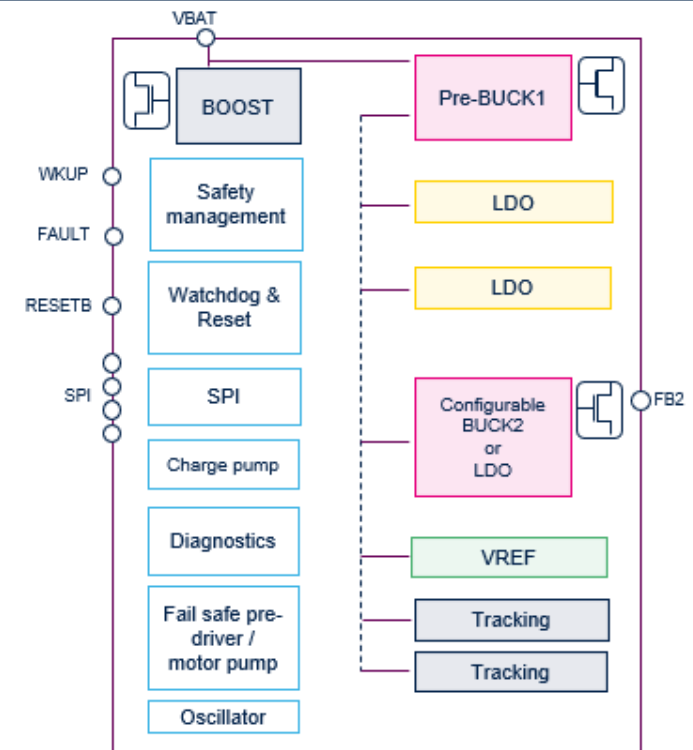 VBAT
BOOST
Pre-BUCK1
WKUP
Safety
management
LDO
FAULT
LDO
RESETB
Watchdog &
Reset
SPI
SPI
Configurable
BUCK2
or
LDO
FB2
Charge pump
Diagnostics
VREF
Fail safe pre-
driver /
motor pump
Tracking
Tracking
Oscillator